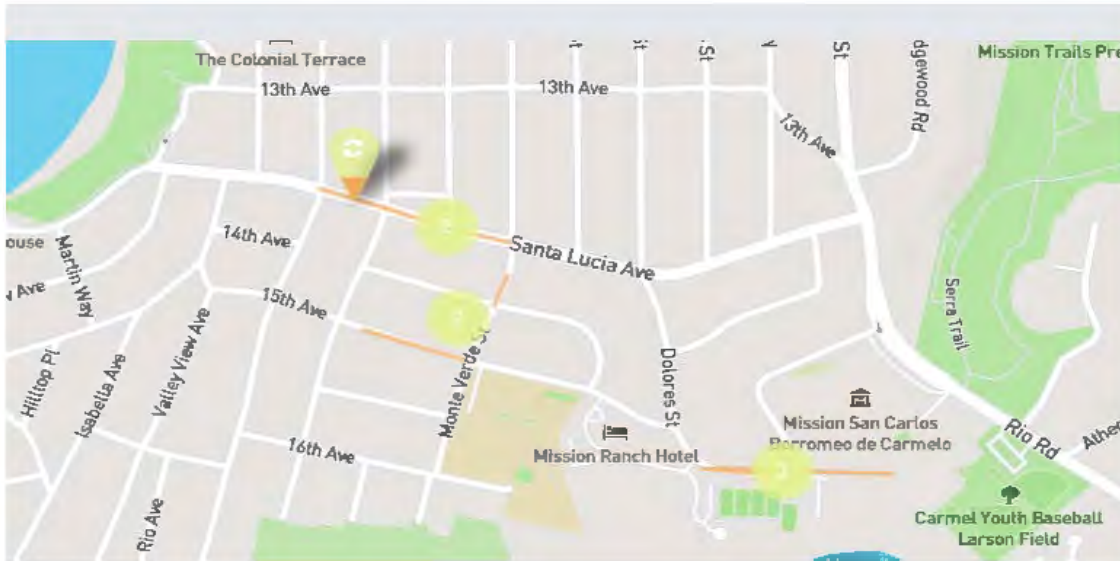 The Colonial Terrace
Mission Trails Pre
13th Ave
13th Ave
St
St
dgewood Rd
13th Ave
ouse
Martin Way
14th Ave
Santa Lucia Ave
v Ave
15th Ave
Serra Trail
Hilltop Pl
Isabella Ave
Valley View Ave
Monte Verde St
Dolores St
Mission San Carlos
Borromeo de Carmelo
Mission Ranch Hotel
16th Ave
Rio Rd
Athe
Rio Ave
Carmel Youth Baseball
Larson Field